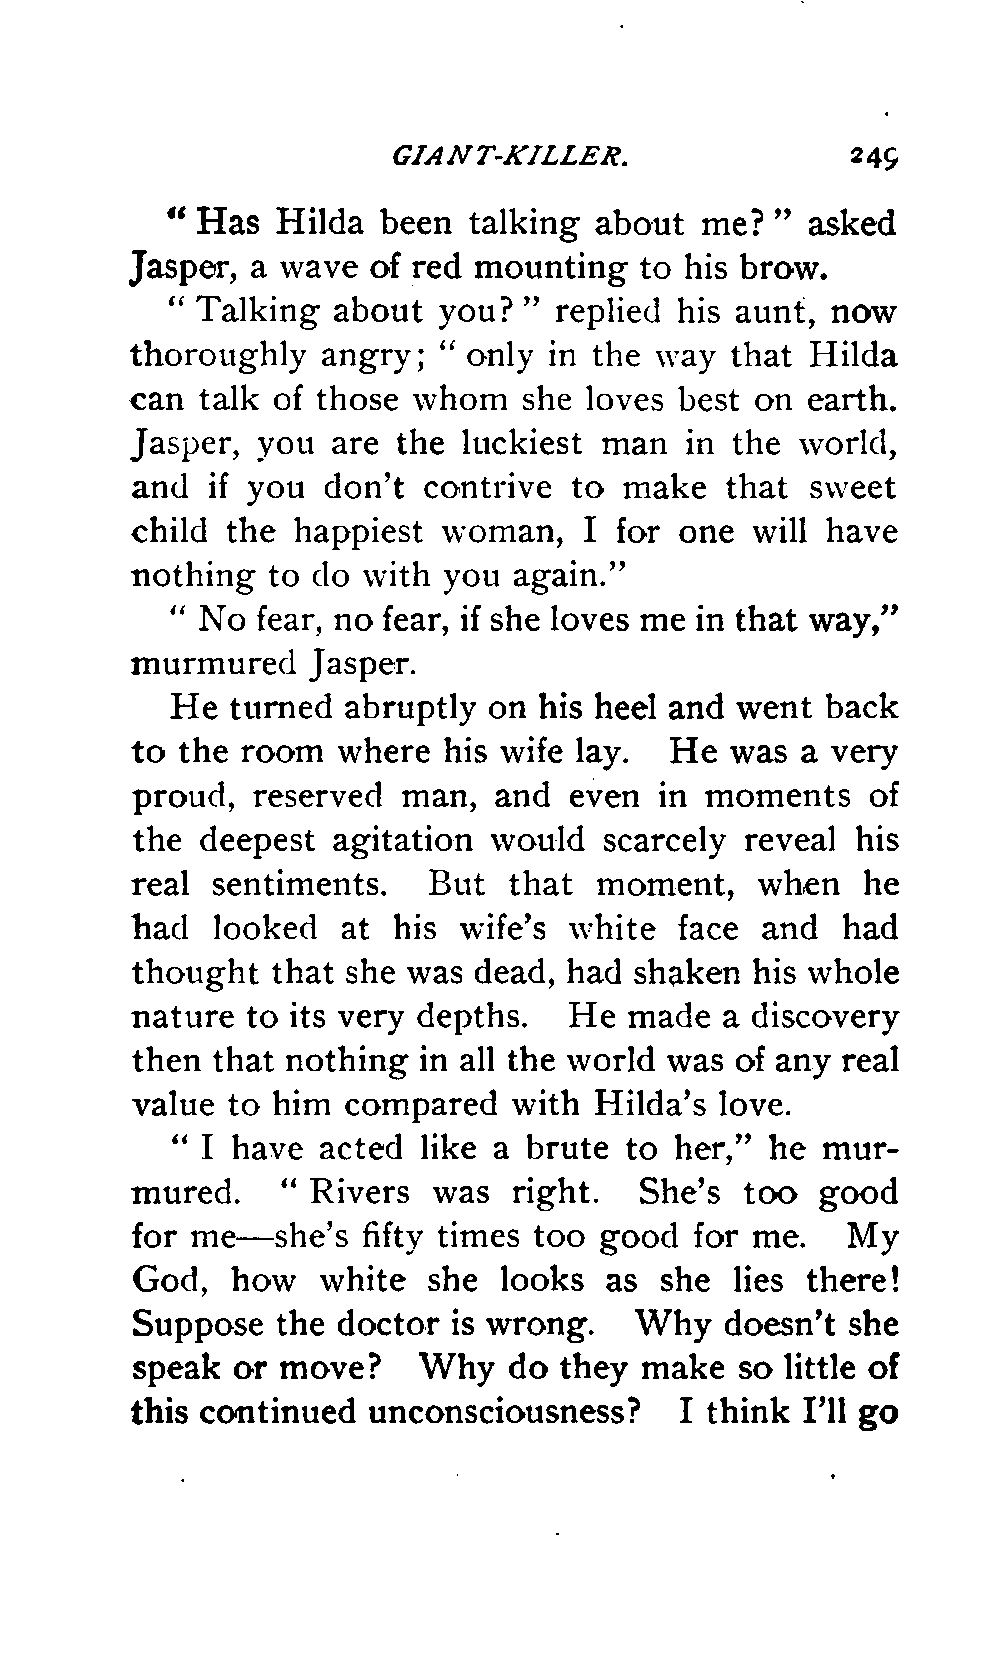 GIANT-KILLER. 249
" Has Hilda been talking about me? " asked
Jasper, a wave of red mounting to his brow.
" Talking about you? " replied his aunt, now
thoroughly angry; " only in the way that Hilda
can talk of those whom she loves best on earth.
Jasper, you are the luckiest man in the world,
and if you don't contrive to make that sweet
child the happiest woman, I for one will have
nothing to do with you again."
" No fear, no fear, if she loves me in that way,"
murmured Jasper.
He turned abruptly on his heel and went back
to the room where his wife lay. He was a very
proud, reserved man, and even in moments of
the deepest agitation would scarcely reveal his
real sentiments. But that moment, when he
had looked at his wife's white face and had
thought that she was dead, had shaken his whole
nature to its very depths. He made a discovery
then that nothing in all the world was of any real
value to him compared with Hilda's love.
" I have acted like a brute to her," he mur-
mured. " Rivers was right. She's too good
for me—she's fifty times too good for me. My
God, how white she looks as she lies there!
Suppose the doctor is wrong. Why doesn't she
speak or move? Why do they make so little of
this continued unconsciousness? I think I'll go